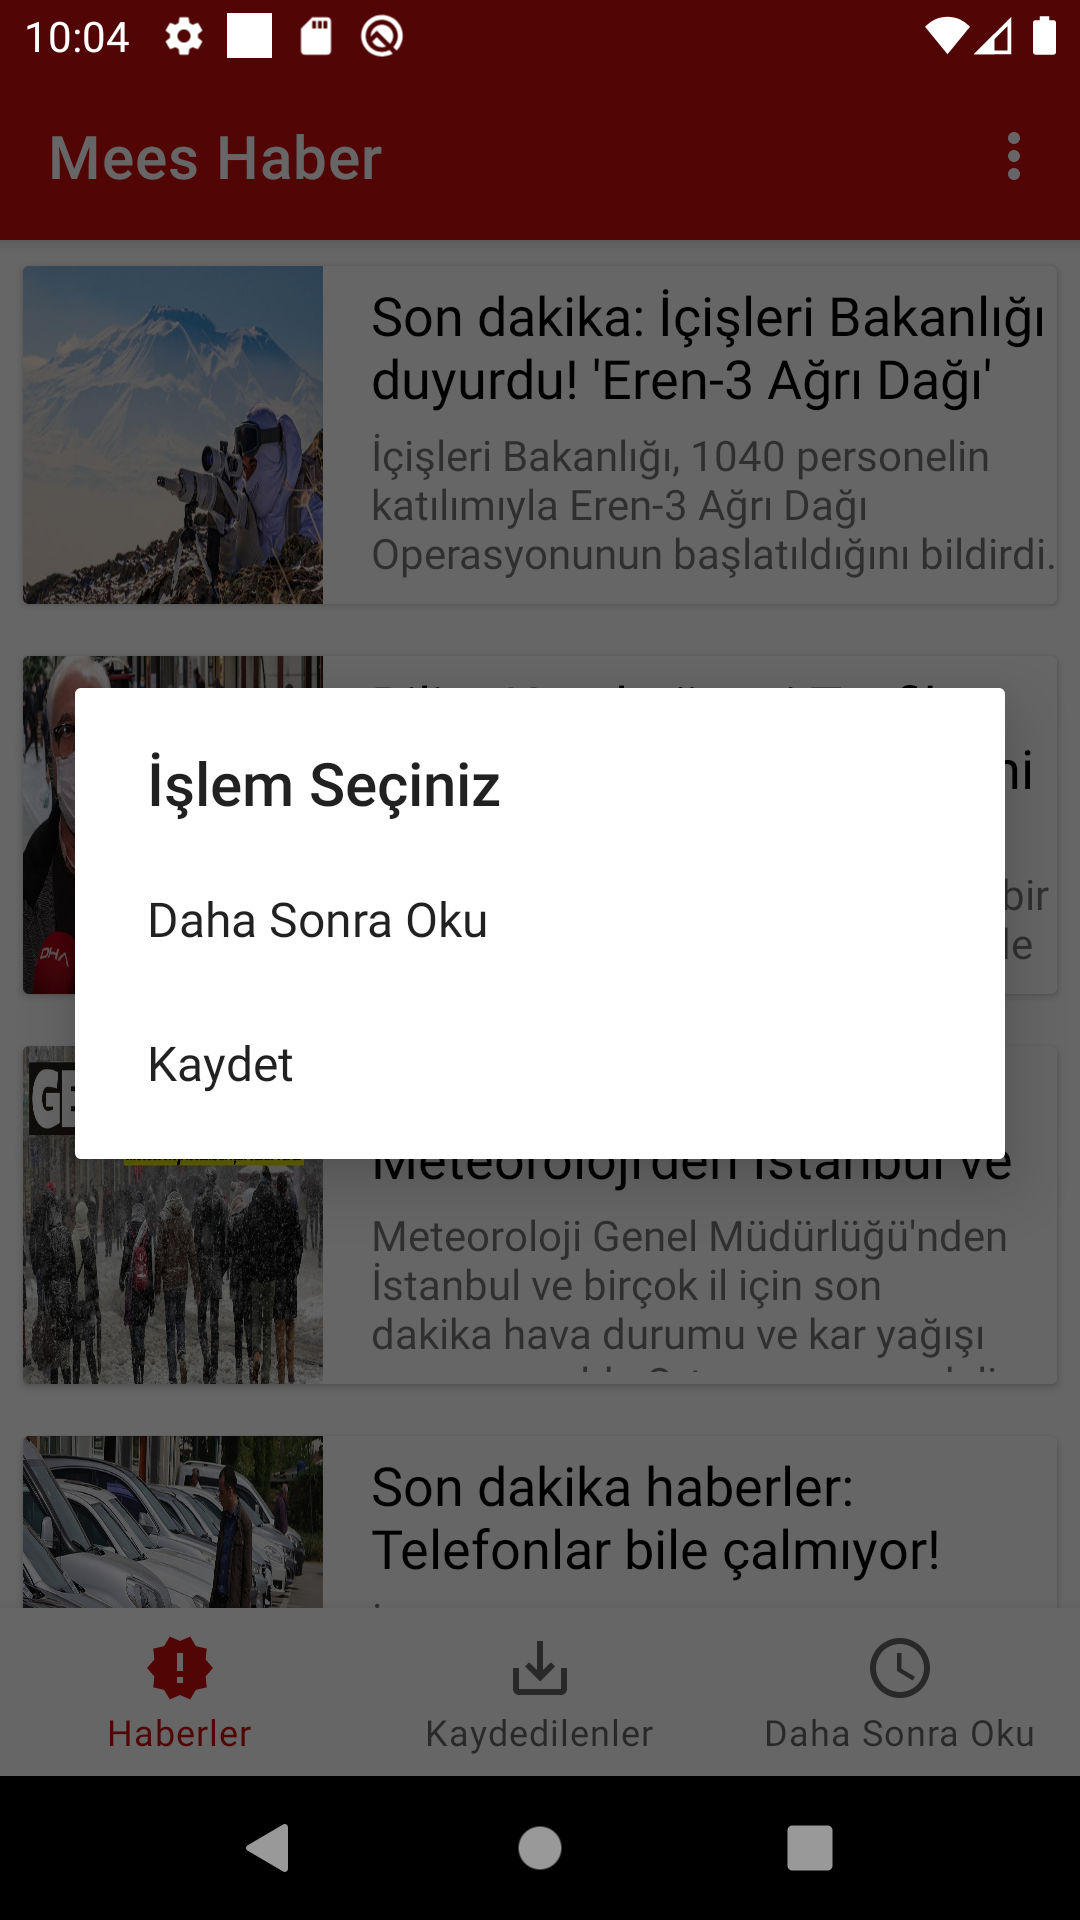 10:04
Mees Haber
Son dakika: İçişleri Bakanlığı
duyurdu! 'Eren-3 Ağrı Dağı'
İçişleri Bakanlığı, 1040 personelin
katılımıyla Eren-3 Ağrı Dağı
Operasyonunun başlatıldığını bildirdi.
DHA
İşlem Seçiniz
Daha Sonra Oku
Kaydet
bir
GE
Meteoroloji'den İstanbul ve
Meteoroloji Genel Müdürlüğü'nden
İstanbul ve birçok il için son
dakika hava durumu ve kar yağışı
Son dakika haberler:
Telefonlar bile çalmıyor!
Haberler
Kaydedilenler
Daha Sonra Oku